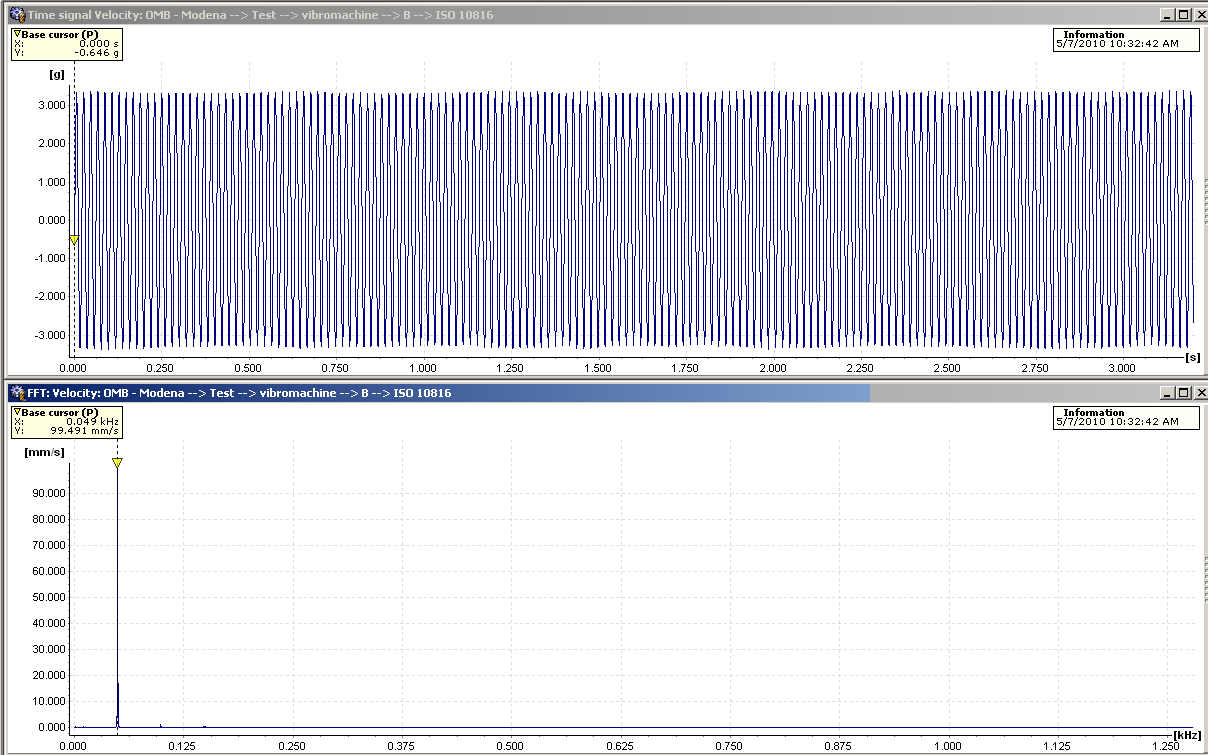 Time signal Velocity: OMB - Modena --> Test --> vibromachine --> B --> ISO 10816
Base cursor (P)
X: 0.000 s
Y: -0.646 g
Information
5/7/2010 10:32:42 AM
[g]
3.000
2.000
1.000
0.000
-1.000
-2.000
-3.000
0.000 0.250 0.500 0.750 1.000 1.250 1.500 1.750 2.000 2.250 2.500 2.750 3.000 [s]
FFT: Velocity: OMB - Modena --> Test --> vibromachine --> B --> ISO 10816
Base cursor (P)
X: 0.049 kHz
Y: 99.491 mm/s
Information
5/7/2010 10:32:42 AM
[mm/s]
90.000
80.000
70.000
60.000
50.000
40.000
30.000
20.000
10.000
0.000
0.000 0.125 0.250 0.375 0.500 0.625 0.750 0.875 1.000 1.125 1.250 [kHz]